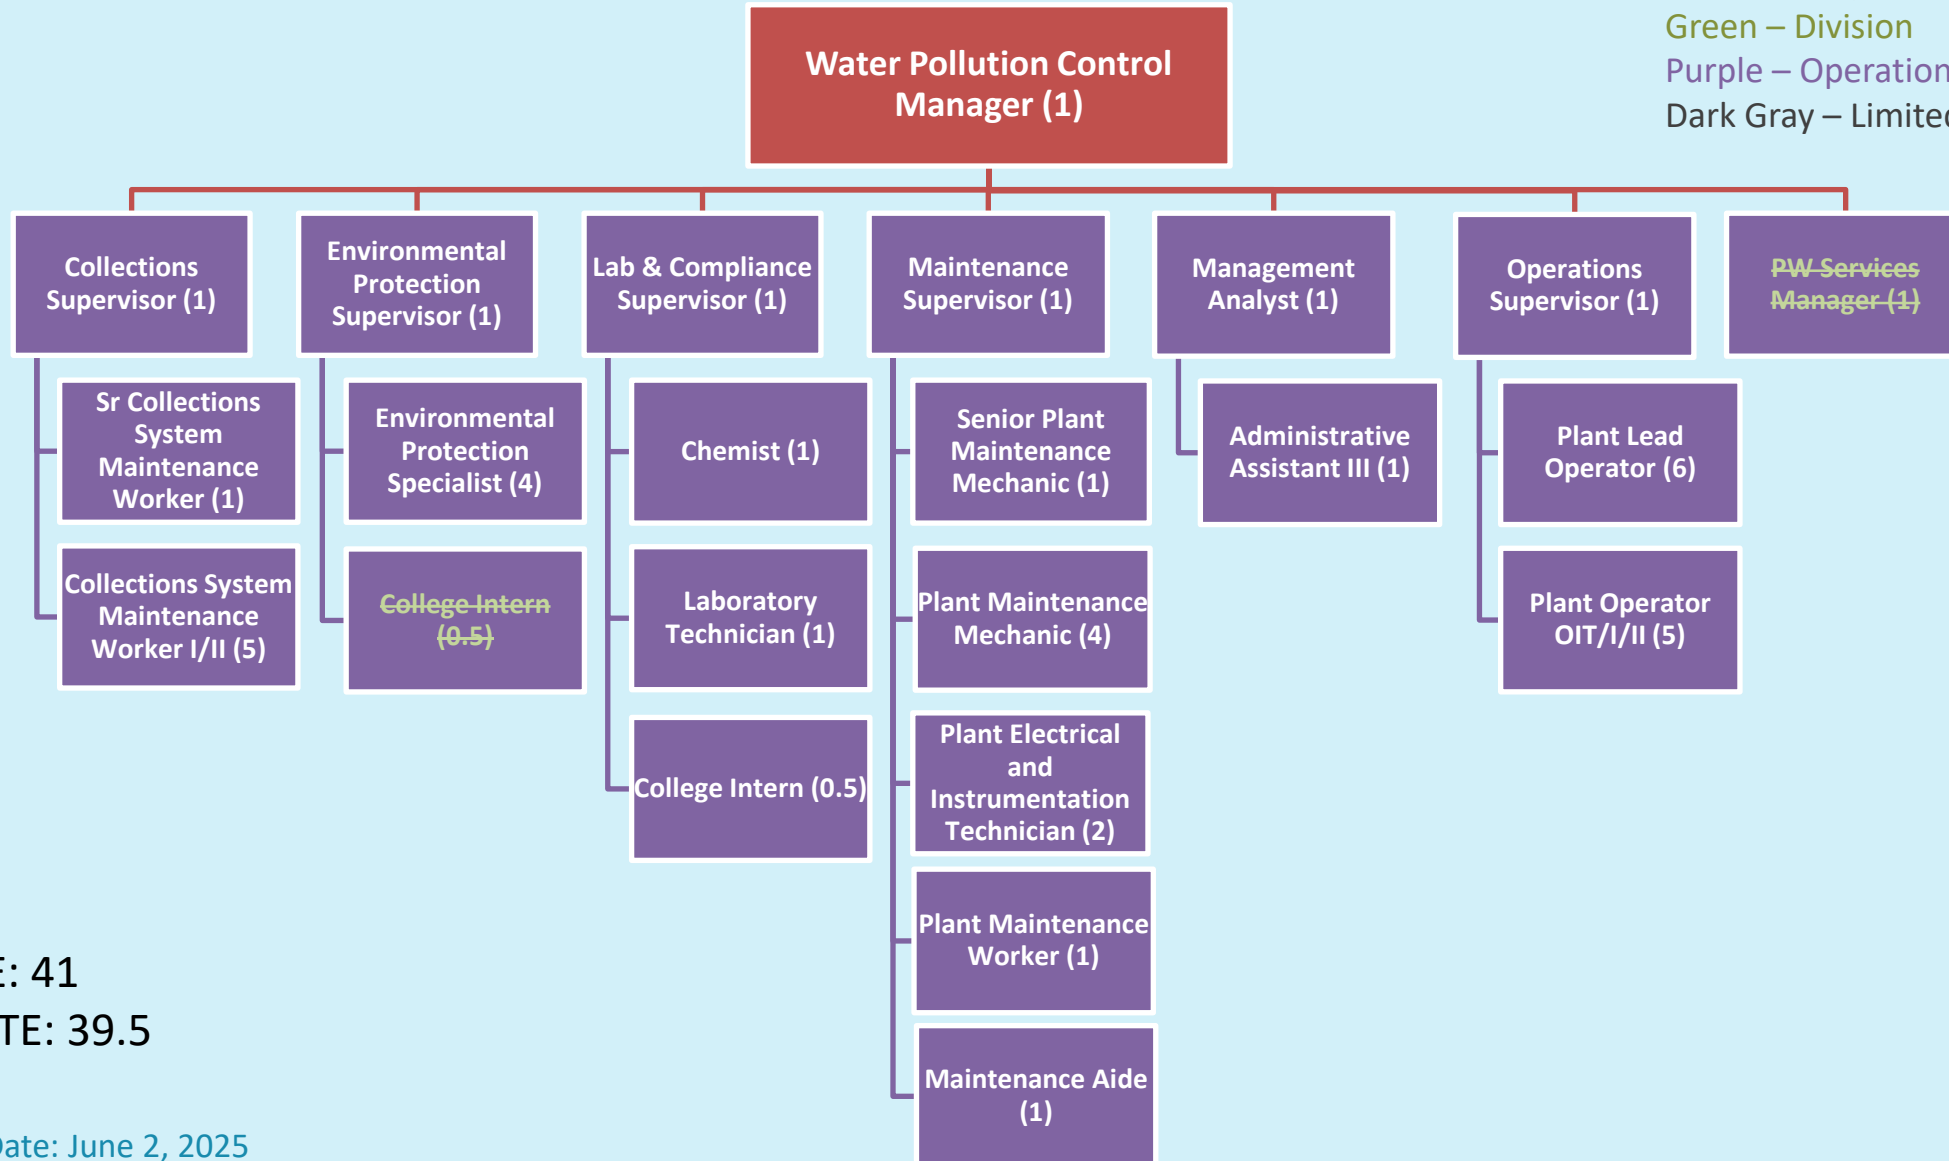 Green – Division
Purple – Operation
Dark Gray – Limited
Water Pollution Control
Manager (1)
Collections
Supervisor (1)
Sr Collections
System
Maintenance
Worker (1)
Collections System
Maintenance
Worker I/II (5)
Environmental
Protection
Supervisor (1)
Environmental
Protection
Specialist (4)
College Intern
(0.5)
Lab & Compliance
Supervisor (1)
Chemist (1)
Laboratory
Technician (1)
College Intern (0.5)
Maintenance
Supervisor (1)
Senior Plant
Maintenance
Mechanic (1)
Plant Maintenance
Mechanic (4)
Plant Electrical
and
Instrumentation
Technician (2)
Plant Maintenance
Worker (1)
Maintenance Aide
(1)
Management
Analyst (1)
Administrative
Assistant III (1)
Operations
Supervisor (1)
Plant Lead
Operator (6)
Plant Operator
OIT/I/II (5)
PW Services
Manager (1)
E: 41
TE: 39.5
Date: June 2, 2025